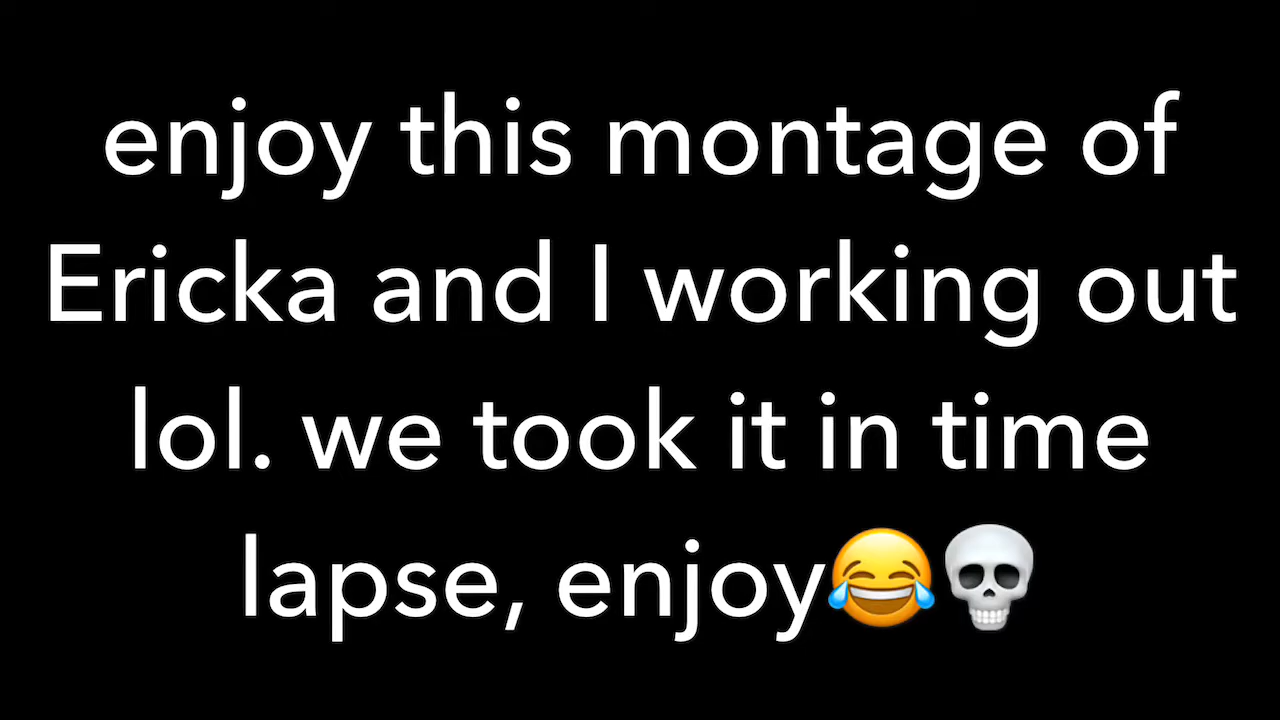 enjoy this montage of
Ericka and I working out
lol. we took it in time
lapse, enjoy😂💀